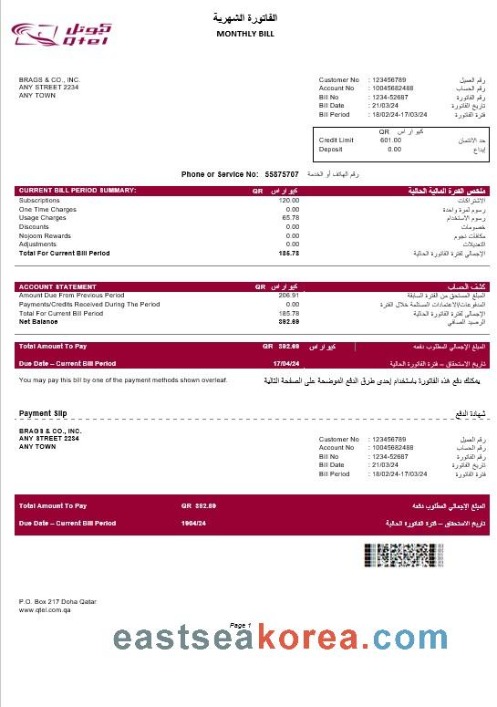 كيوتل
Qtel
الفاتورة الشهرية
MONTHLY BILL
BRAGS & CO., INC.
ANY STREET 2234
ANY TOWN
Customer No : 123456789 رقم العميل
Account No : 10045682488 رقم الحساب
Bill No : 1234-52687 رقم الفاتورة
Bill Date : 21/03/24 تاريخ الفاتورة
Bill Period : 18/02/24-17/03/24 فترة الفاتورة
QR كيو ار اس
Credit Limit 601.00 حد الائتمان
Deposit 0.00 إيداع
Phone or Service No: 55875707 رقم الهاتف أو الخدمة
CURRENT BILL PERIOD SUMMARY: QR كيو ار اس ملخص الفترة المالية الحالية
Subscriptions 120.00 الاشتراكات
One Time Charges 0.00 رسوم لمرة واحدة
Usage Charges 65.78 رسوم الاستخدام
Discounts 0.00 خصومات
Nojoom Rewards 0.00 مكافآت نجوم
Adjustments 0.00 التعديلات
Total For Current Bill Period 185.78 الإجمالي لفترة الفاتورة الحالية
ACCOUNT STATEMENT QR كيو ار اس كشف الحساب
Amount Due From Previous Period 206.91 المبلغ المستحق من الفترة السابقة
Payments/Credits Received During The Period 0.00 المدفوعات/الاعتمادات المستلمة خلال الفترة
Total For Current Bill Period 185.78 الإجمالي لفترة الفاتورة الحالية
Net Balance 392.69 الرصيد الصافي
Total Amount To Pay QR 392.69 كيو ار اس المبلغ الإجمالي المطلوب دفعه
Due Date – Current Bill Period 17/04/24 تاريخ الاستحقاق – فترة الفاتورة الحالية
You may pay this bill by one of the payment methods shown overleaf. يمكنك دفع هذه الفاتورة باستخدام إحدى طرق الدفع الموضحة على الصفحة التالية
Payment Slip شهادة الدفع
BRAGS & CO., INC.
ANY STREET 2234
ANY TOWN
Customer No : 123456789 رقم العميل
Account No : 10045682488 رقم الحساب
Bill No : 1234-52687 رقم الفاتورة
Bill Date : 21/03/24 تاريخ الفاتورة
Bill Period : 18/02/24-17/03/24 فترة الفاتورة
Total Amount To Pay QR 392.69 المبلغ الإجمالي المطلوب دفعه
Due Date – Current Bill Period 1904/24 تاريخ الاستحقاق – فترة الفاتورة الحالية
P.O. Box 217 Doha Qatar
www.qtel.com.qa
Page 1
eastseakorea.com